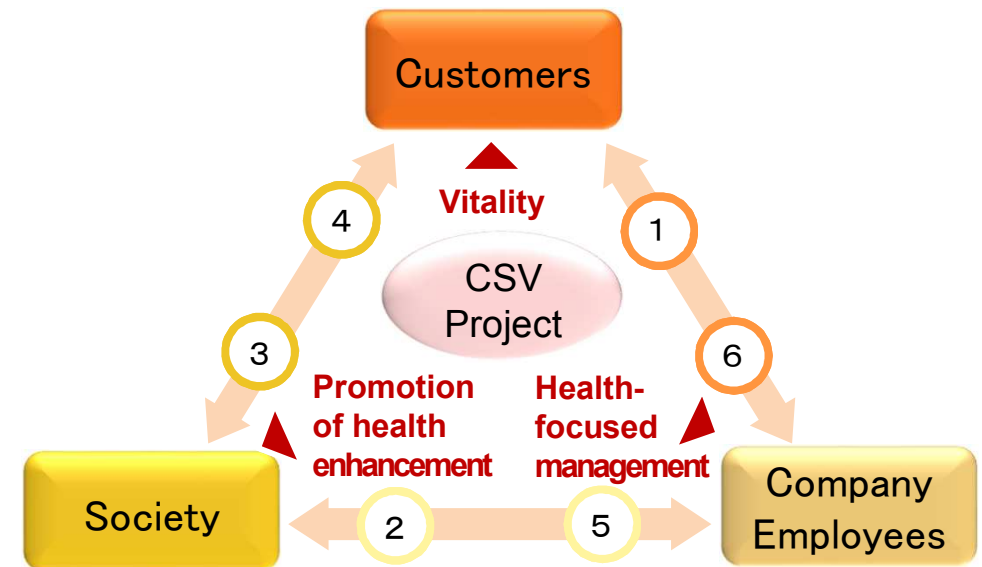 Customers
Vitality
4
1
CSV
Project
3
6
Promotion
of health
enhancement
Health-
focused
management
Society
2
5
Company
Employees